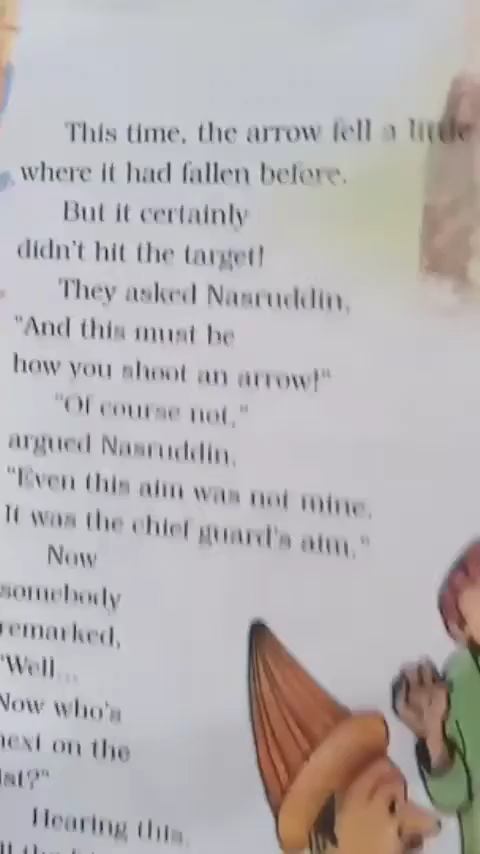 This time, the arrow fell a little
where it had fallen before.
But it certainly
didn't hit the target!
They asked Nasruddin,
"And this must be
how you shoot an arrow!"
"Of course not,"
argued Nasruddin.
"Even this aim was not mine.
It was the chief guard's aim."
Now
somebody
remarked,
"Well...
Now who's
next on the
list?"
Hearing this,